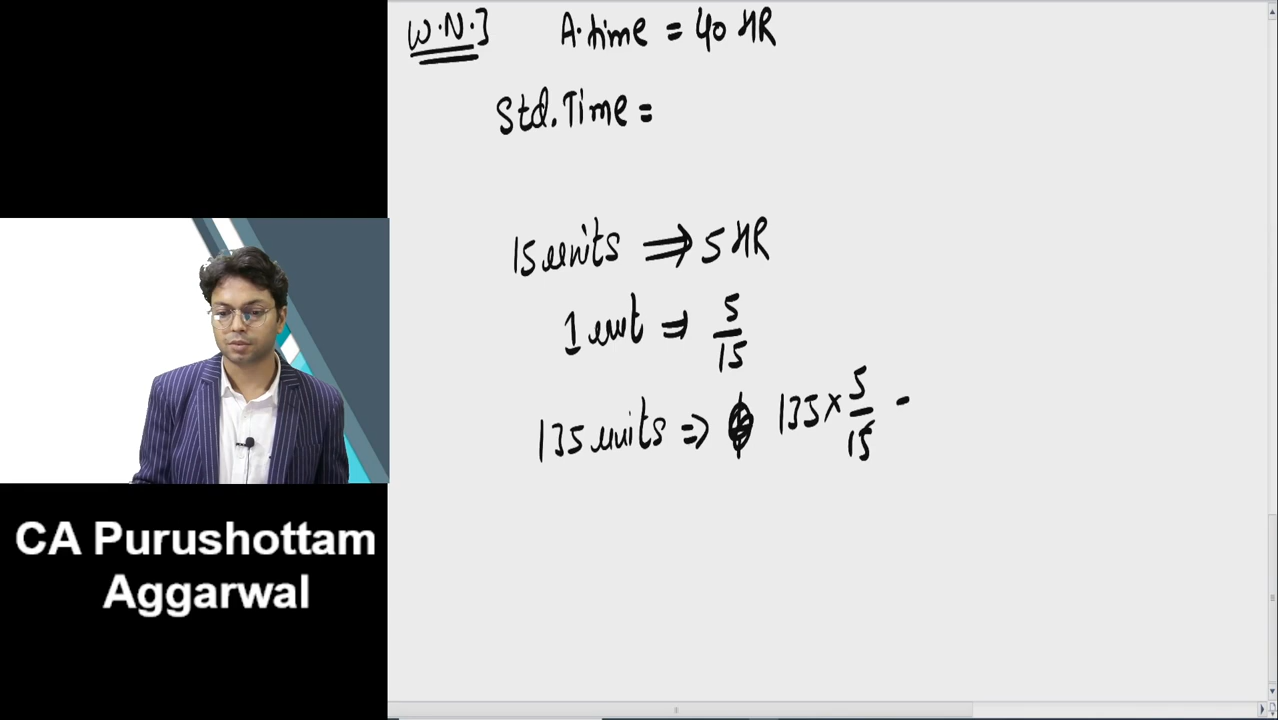 W.N.]
A.time = 40 HR
Std.Time =
15 units ⇒ 5 HR
1 unit ⇒ 5/15
135 units ⇒ 135 × 5/15 -
CA Purushottam
Aggarwal